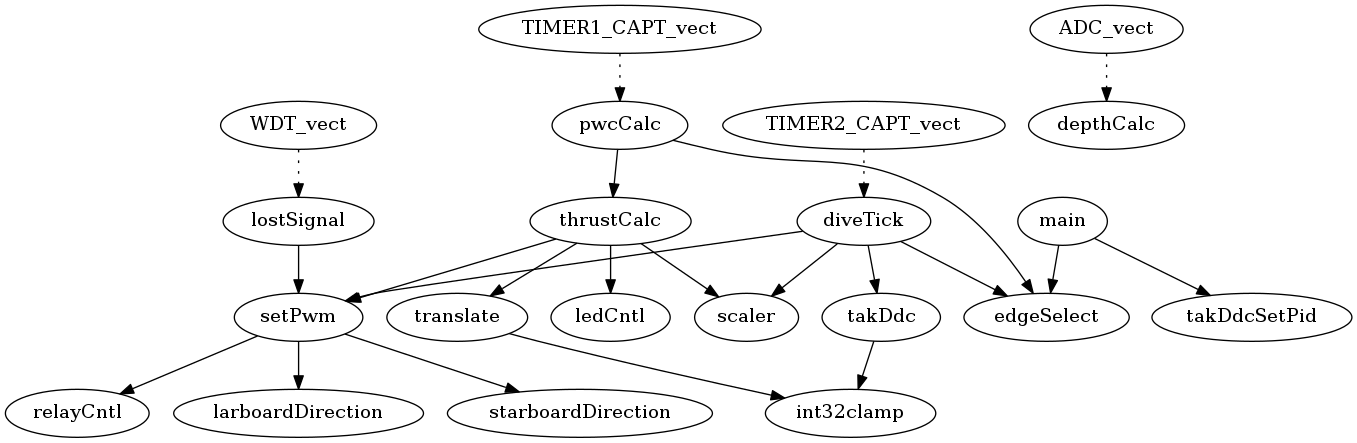 TIMER1_CAPT_vect
ADC_vect
WDT_vect
pwcCalc
TIMER2_CAPT_vect
depthCalc
lostSignal
thrustCalc
diveTick
main
setPwm
translate
ledCntl
scaler
takDdc
edgeSelect
takDdcSetPid
relayCntl
larboardDirection
starboardDirection
int32clamp